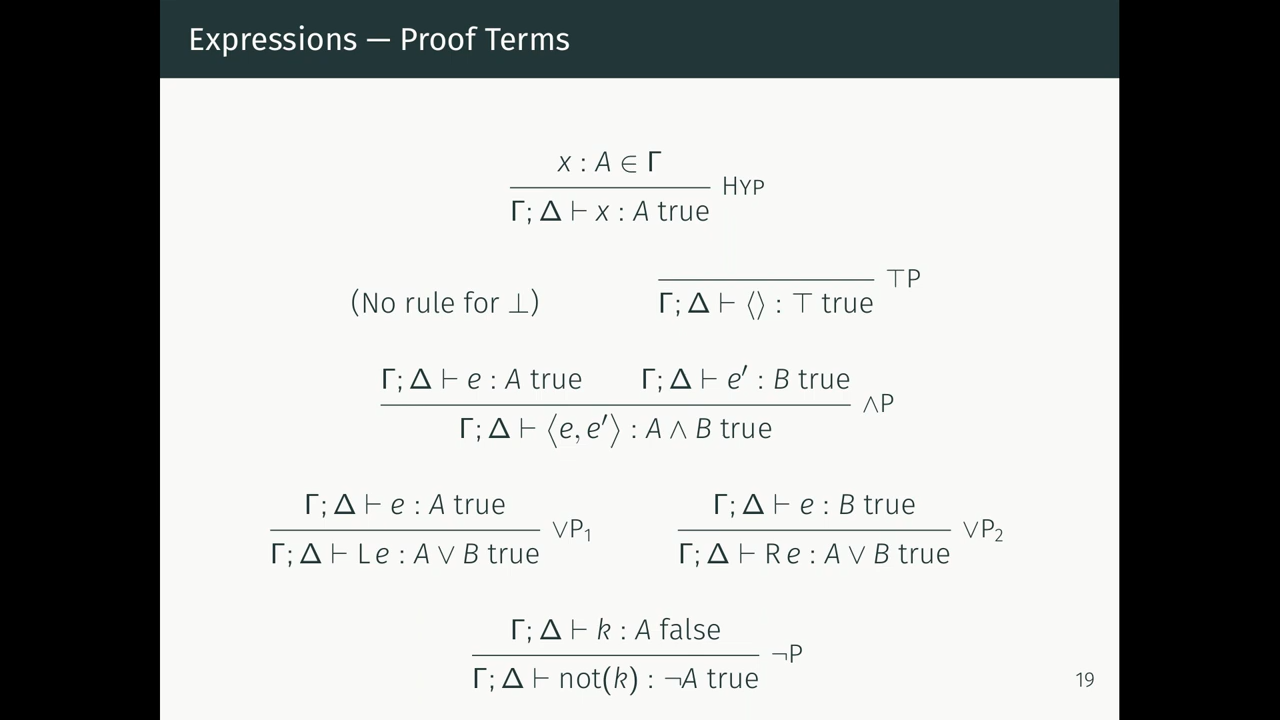 Expressions — Proof Terms
x : A ∈ Γ
Hyp
Γ; Δ ⊢ x : A true
⊤P
(No rule for ⊥)
Γ; Δ ⊢ ⟨⟩ : ⊤ true
Γ; Δ ⊢ e : A true Γ; Δ ⊢ e′ : B true
∧P
Γ; Δ ⊢ ⟨e, e′⟩ : A ∧ B true
Γ; Δ ⊢ e : A true
∨P₁
Γ; Δ ⊢ L e : A ∨ B true
Γ; Δ ⊢ e : B true
∨P₂
Γ; Δ ⊢ R e : A ∨ B true
Γ; Δ ⊢ k : A false
¬P
Γ; Δ ⊢ not(k) : ¬A true
19